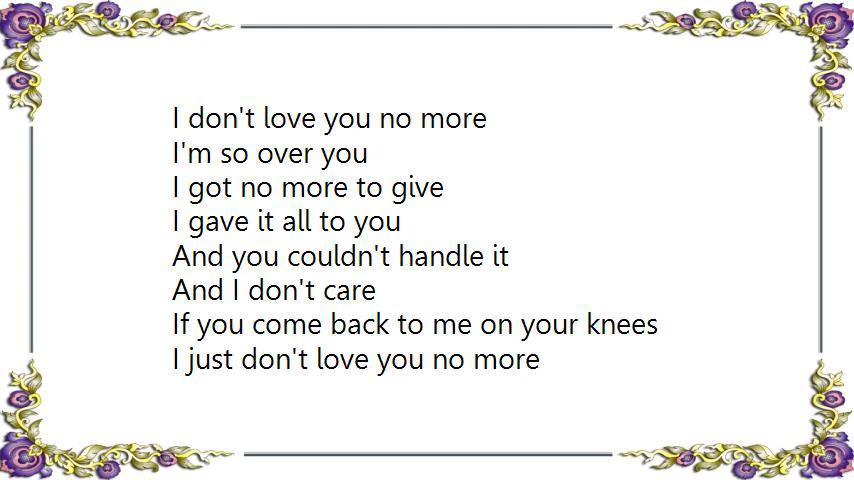 I don't love you no more
I'm so over you
I got no more to give
I gave it all to you
And you couldn't handle it
And I don't care
If you come back to me on your knees
I just don't love you no more